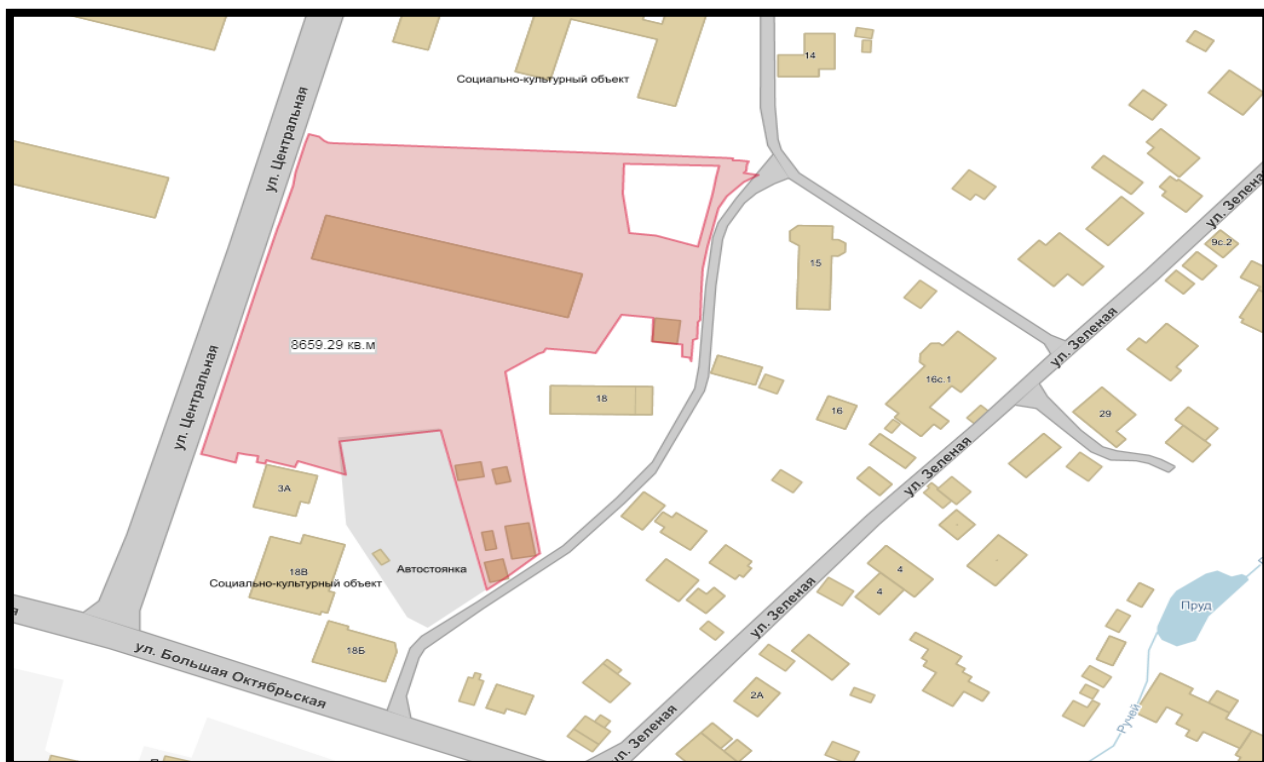 14
Социально-культурный объект
ул. Центральная
ул. Зеленая
9с.2
15
ул. Зеленая
8659.29 кв.м
ул. Центральная
16с.1
18
16
29
ул. Зеленая
3А
18В
Автостоянка
Социально-культурный объект
4
4
Пруд
ул. Зеленая
18Б
ул. Большая Октябрьская
2А
Ручей
ул. Зеленая